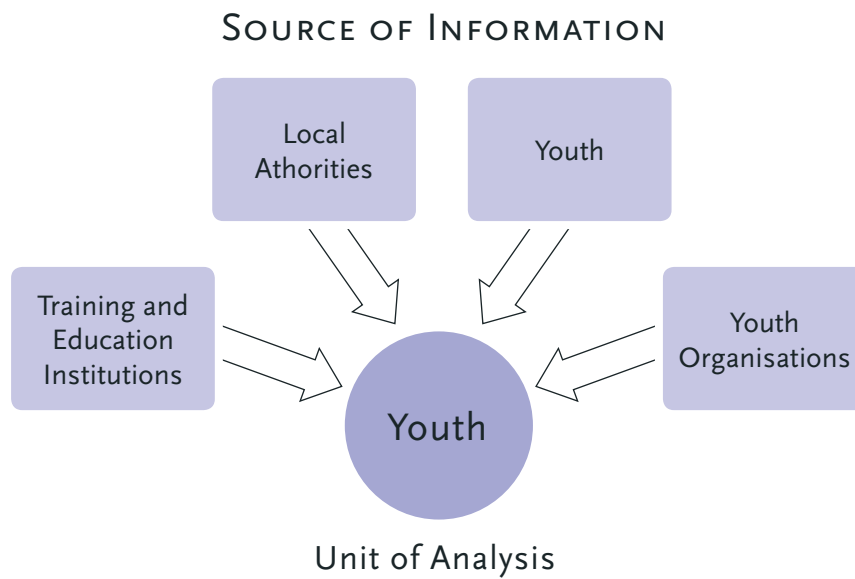 SOURCE OF INFORMATION
Local
Athorities
Youth
Training and
Education
Institutions
Youth
Organisations
Youth
Unit of Analysis